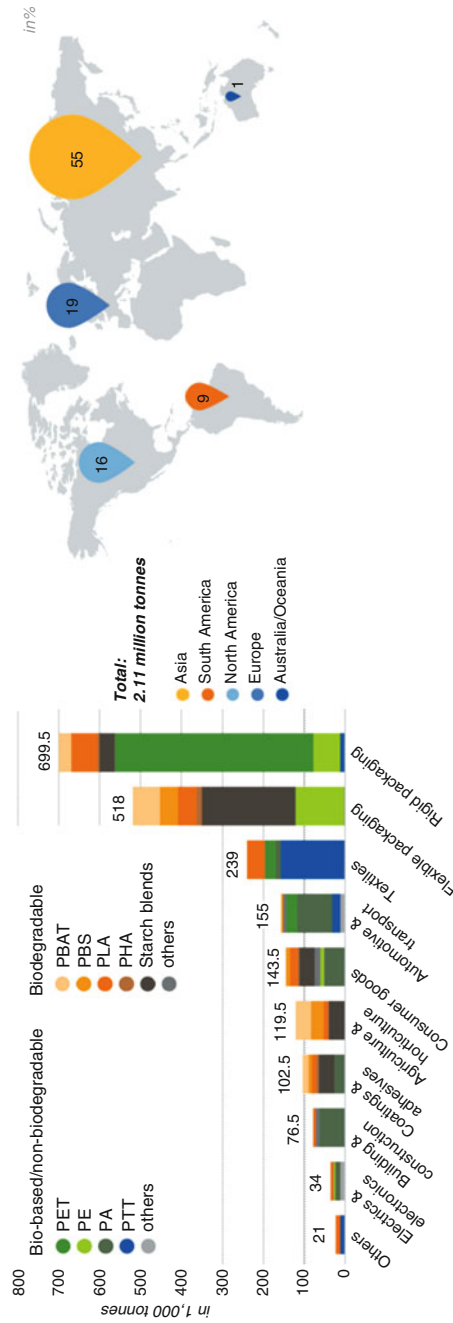 in 1,000 tonnes
800
700
600
500
400
300
200
100
0
Bio-based/non-biodegradable
PET
PE
PA
PTT
others
Biodegradable
PBAT
PBS
PLA
PHA
Starch blends
others
21
34
76.5
102.5
119.5
143.5
155
239
518
699.5
Others
Electrics &
electronics
Building &
construction
Coatings &
adhesives
Agriculture &
horticulture
Consumer goods
Automotive &
transport
Textiles
Flexible packaging
Rigid packaging
Total:
2.11 million tonnes
Asia
South America
North America
Europe
Australia/Oceania
in%
16
9
19
55
1